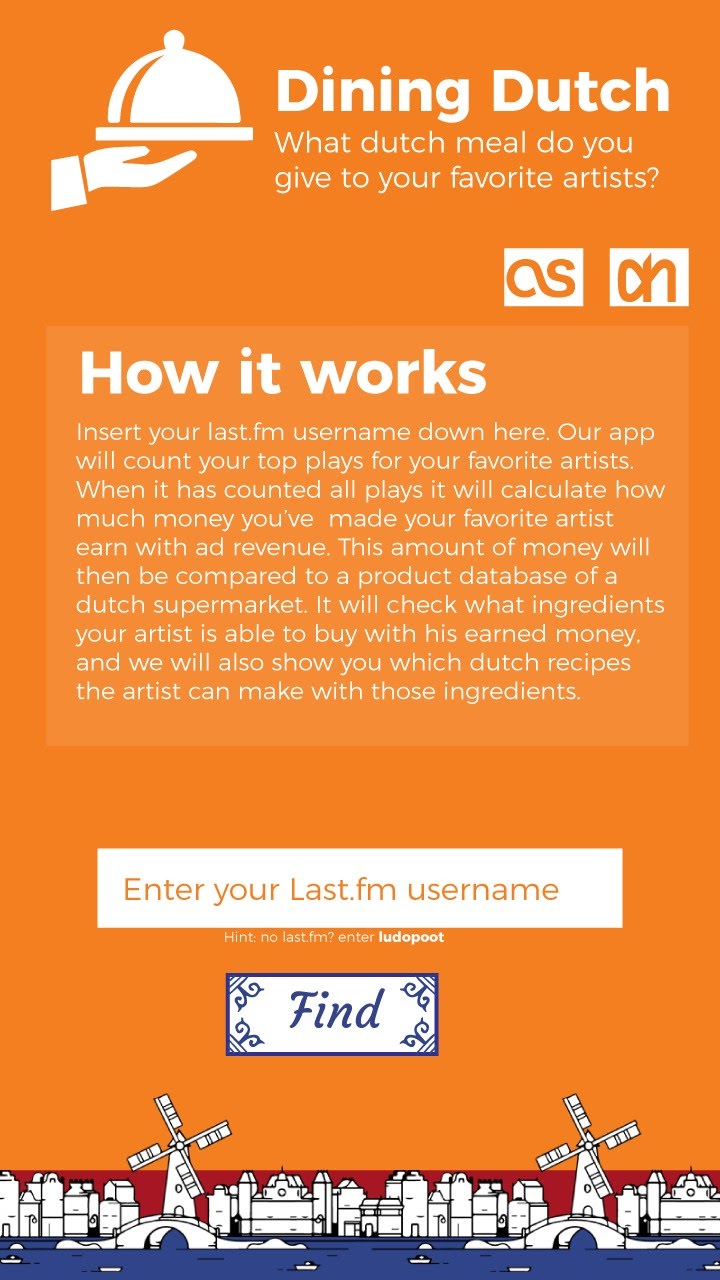 Dining Dutch
What dutch meal do you
give to your favorite artists?
as ah
How it works
Insert your last.fm username down here. Our app
will count your top plays for your favorite artists.
When it has counted all plays it will calculate how
much money you’ve  made your favorite artist
earn with ad revenue. This amount of money will
then be compared to a product database of a
dutch supermarket. It will check what ingredients
your artist is able to buy with his earned money,
and we will also show you which dutch recipes
the artist can make with those ingredients.
Enter your Last.fm username
Hint: no last.fm? enter ludopoot
Find